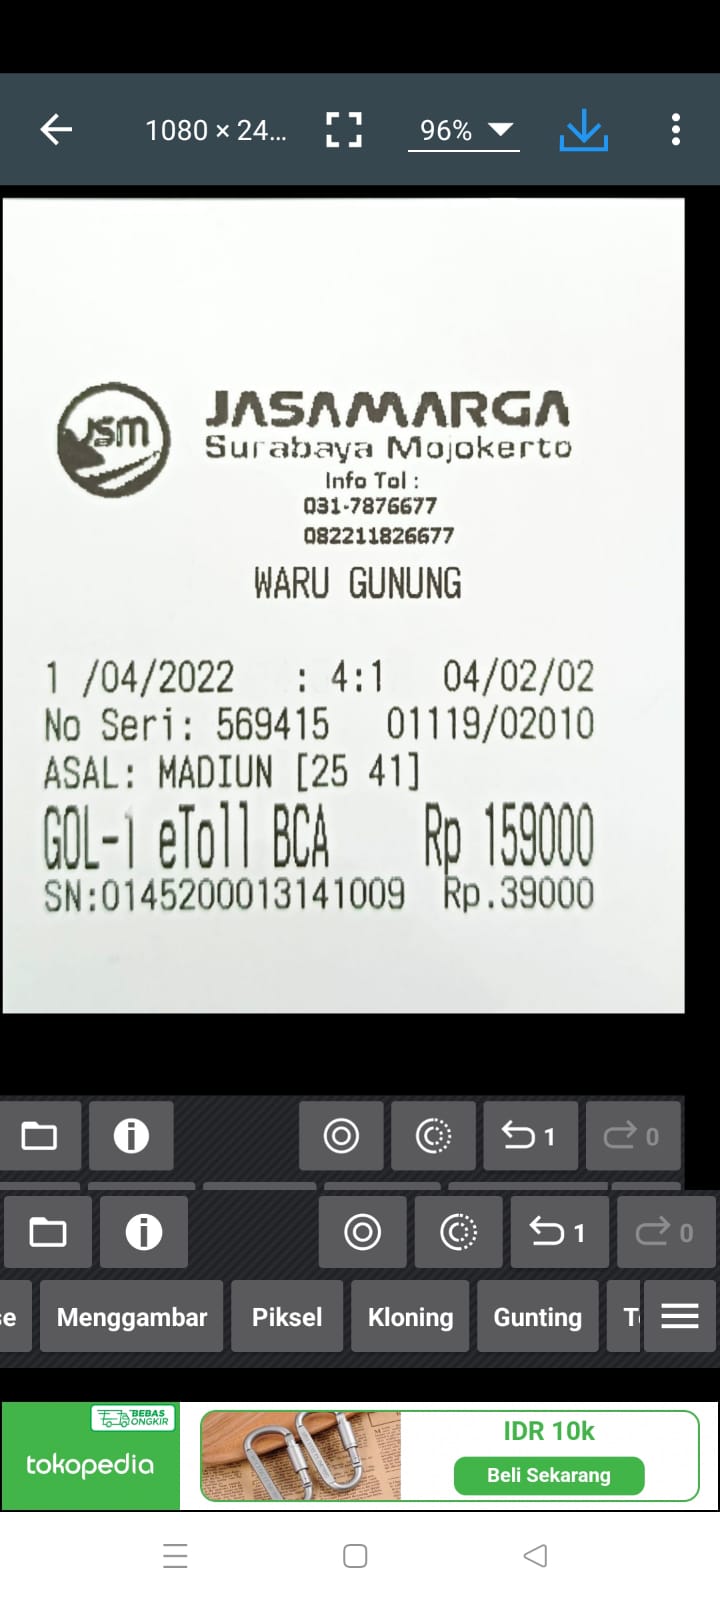 1080 × 24...
96%
JSM
JASAMARGA
Surabaya Mojokerto
Info Tol :
031-7876677
082211826677
WARU GUNUNG
1 /04/2022 : 4:1 04/02/02
No Seri: 569415 01119/02010
ASAL: MADIUN [25 41]
GOL-1 eToll BCA Rp 159000
SN:0145200013141009 Rp.39000
1 0
1 0
Menggambar Piksel Kloning Gunting
BEBAS
ONGKIR
tokopedia
IDR 10k
Beli Sekarang